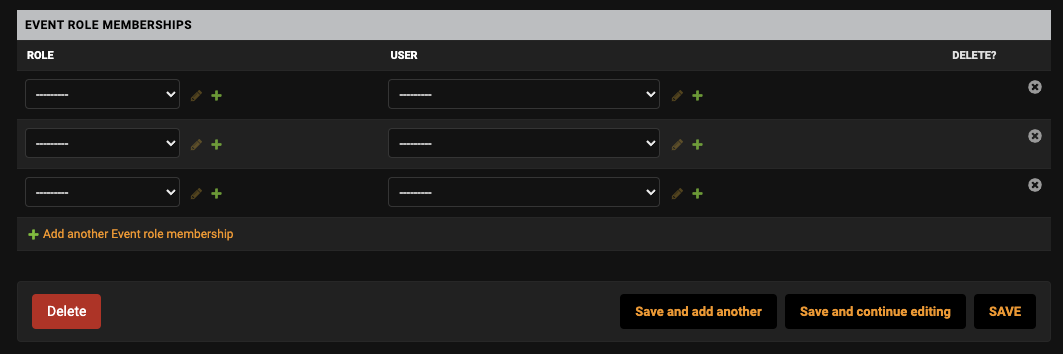 EVENT ROLE MEMBERSHIPS
ROLE USER DELETE?
--------- ---------
--------- ---------
--------- ---------
Add another Event role membership
Delete Save and add another Save and continue editing SAVE